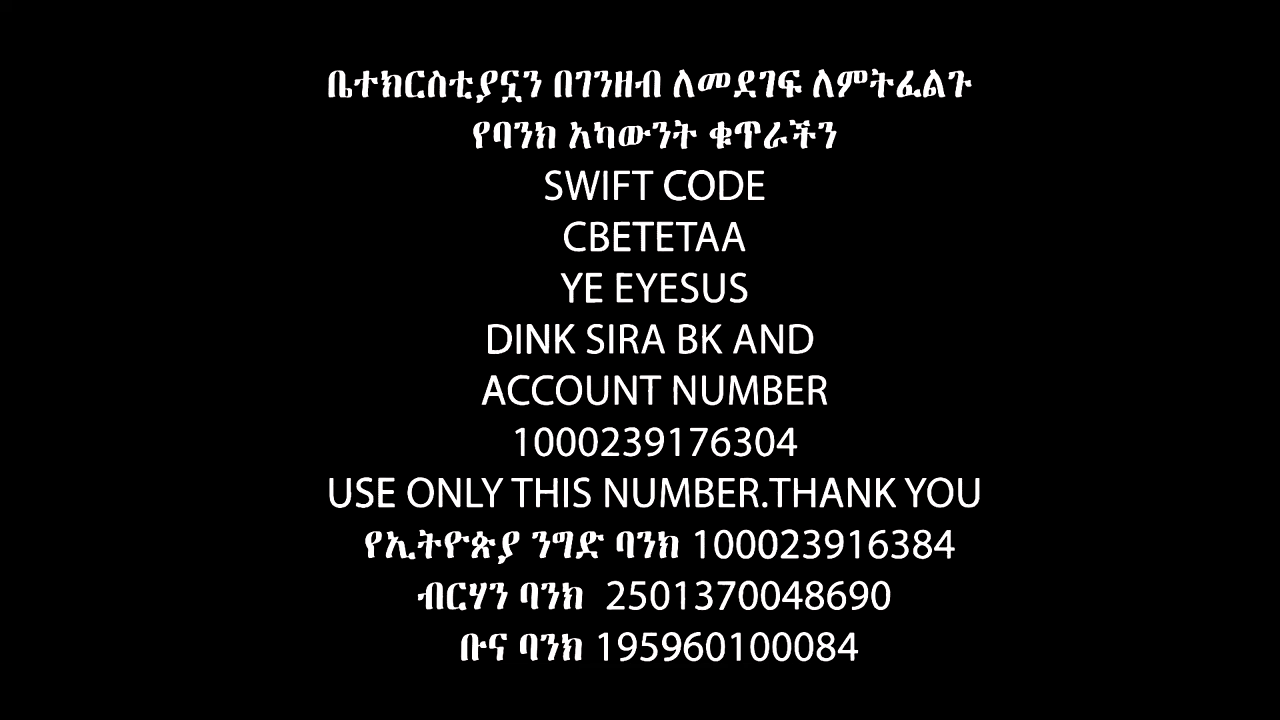 ቤተክርስቲያኗን በገንዘብ ለመደገፍ ለምትፈልጉ
የባንክ አካውንት ቁጥራችን
SWIFT CODE
CBETETAA
YE EYESUS
DINK SIRA BK AND
ACCOUNT NUMBER
1000239176304
USE ONLY THIS NUMBER.THANK YOU
የኢትዮጵያ ንግድ ባንክ 100023916384
ብርሃን ባንክ 2501370048690
ቡና ባንክ 195960100084